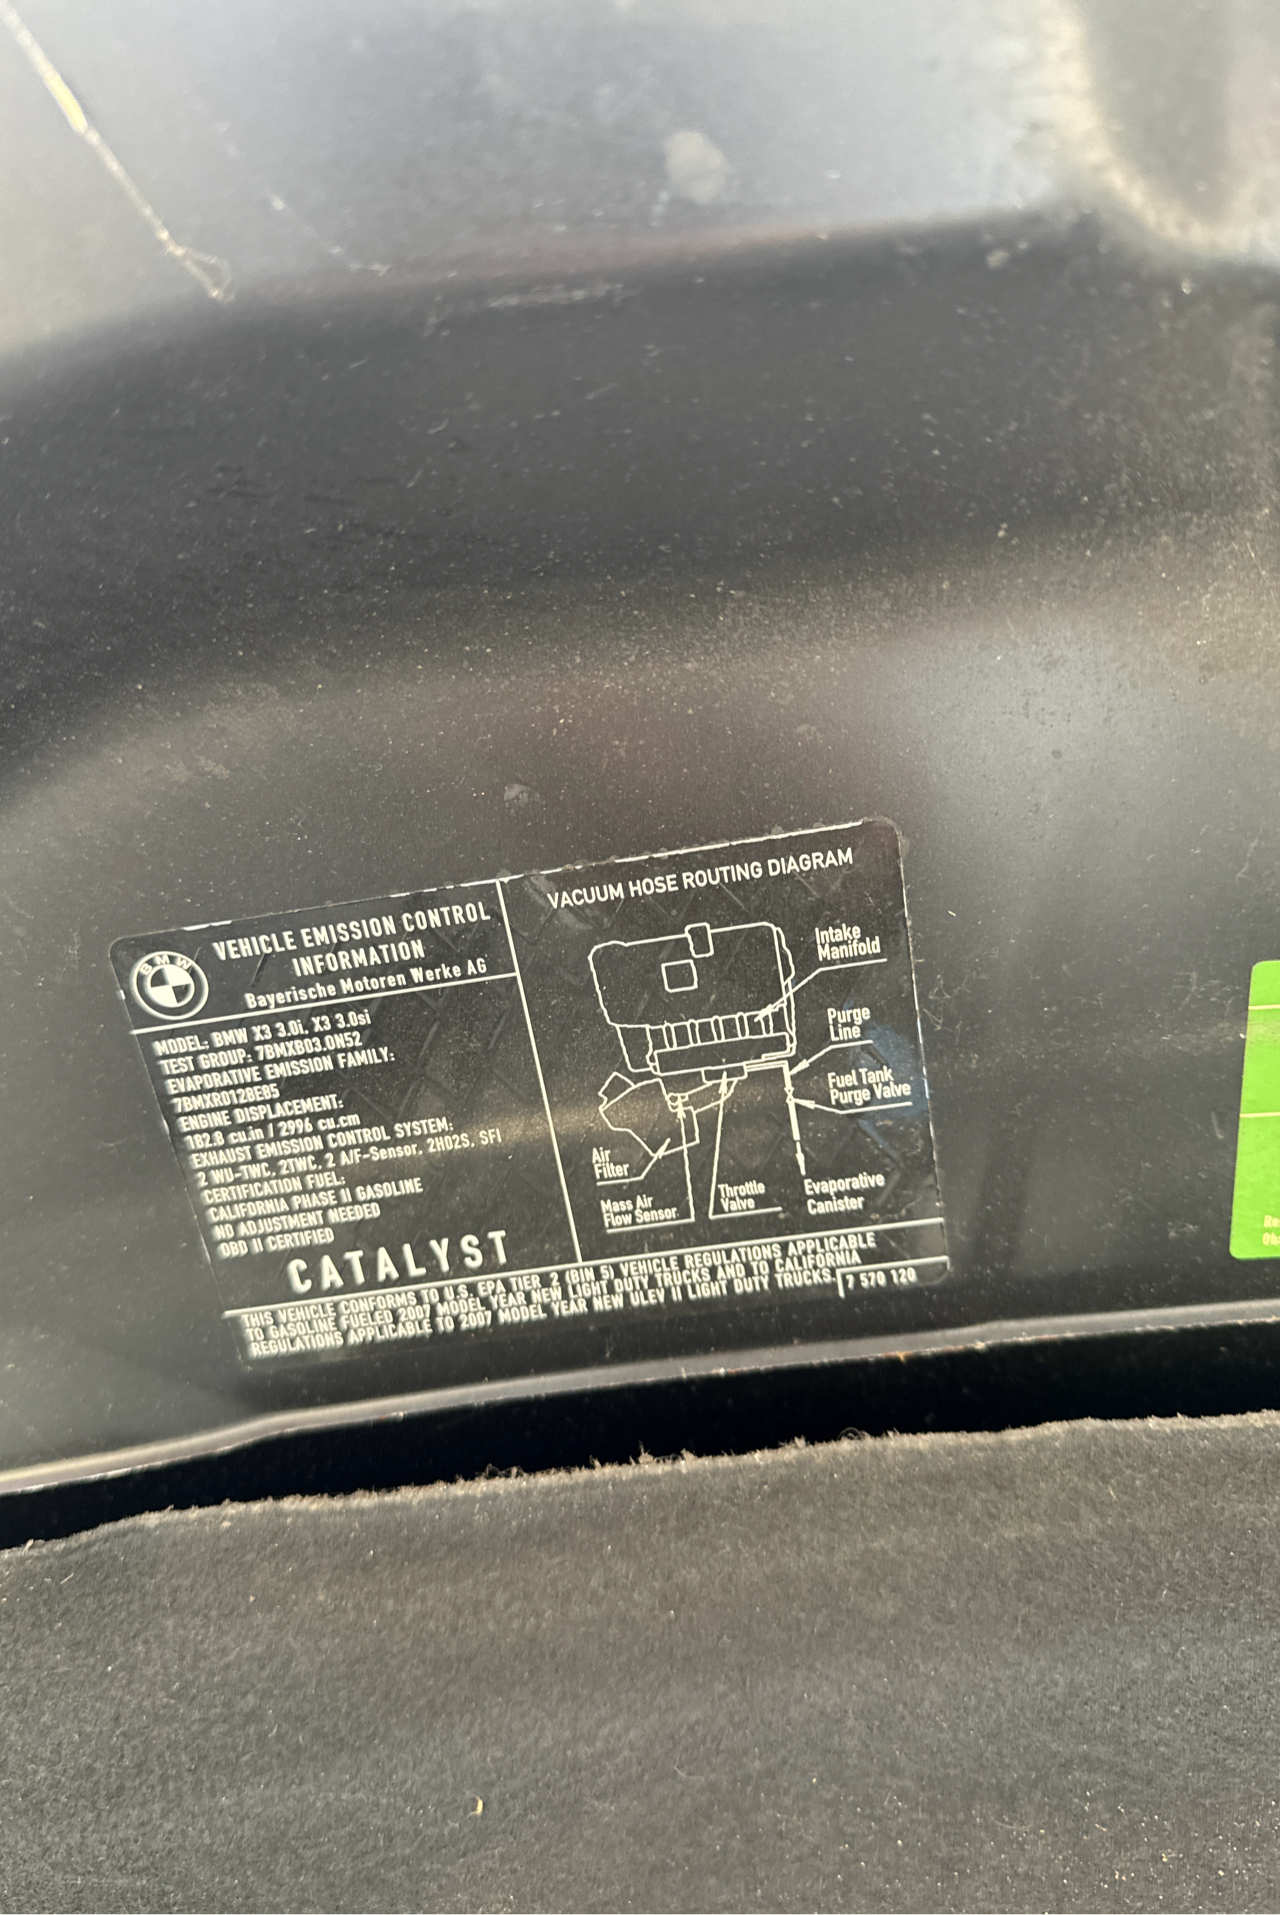 BMW
VEHICLE EMISSION CONTROL
INFORMATION
Bayerische Motoren Werke AG
MODEL: BMW X3 3.0i, X3 3.0si
TEST GROUP: 7BMXB03.0N52
EVAPORATIVE EMISSION FAMILY:
7BMXR0128E85
ENGINE DISPLACEMENT:
182.8 cu.in / 2996 cu.cm
EXHAUST EMISSION CONTROL SYSTEM:
2 WU-TWC, 2TWC, 2 A/F-Sensor, 2HO2S, SFI
CERTIFICATION FUEL:
CALIFORNIA PHASE II GASOLINE
NO ADJUSTMENT NEEDED
OBD II CERTIFIED
CATALYST
VACUUM HOSE ROUTING DIAGRAM
Intake
Manifold
Purge
Line
Fuel Tank
Purge Valve
Air
Filter
Mass Air
Flow Sensor
Throttle
Valve
Evaporative
Canister
THIS VEHICLE CONFORMS TO U.S. EPA TIER 2 (BIN 5) VEHICLE REGULATIONS APPLICABLE
TO GASOLINE FUELED 2007 MODEL YEAR NEW LIGHT DUTY TRUCKS AND TO CALIFORNIA
REGULATIONS APPLICABLE TO 2007 MODEL YEAR NEW ULEV II LIGHT DUTY TRUCKS.
7 570 120